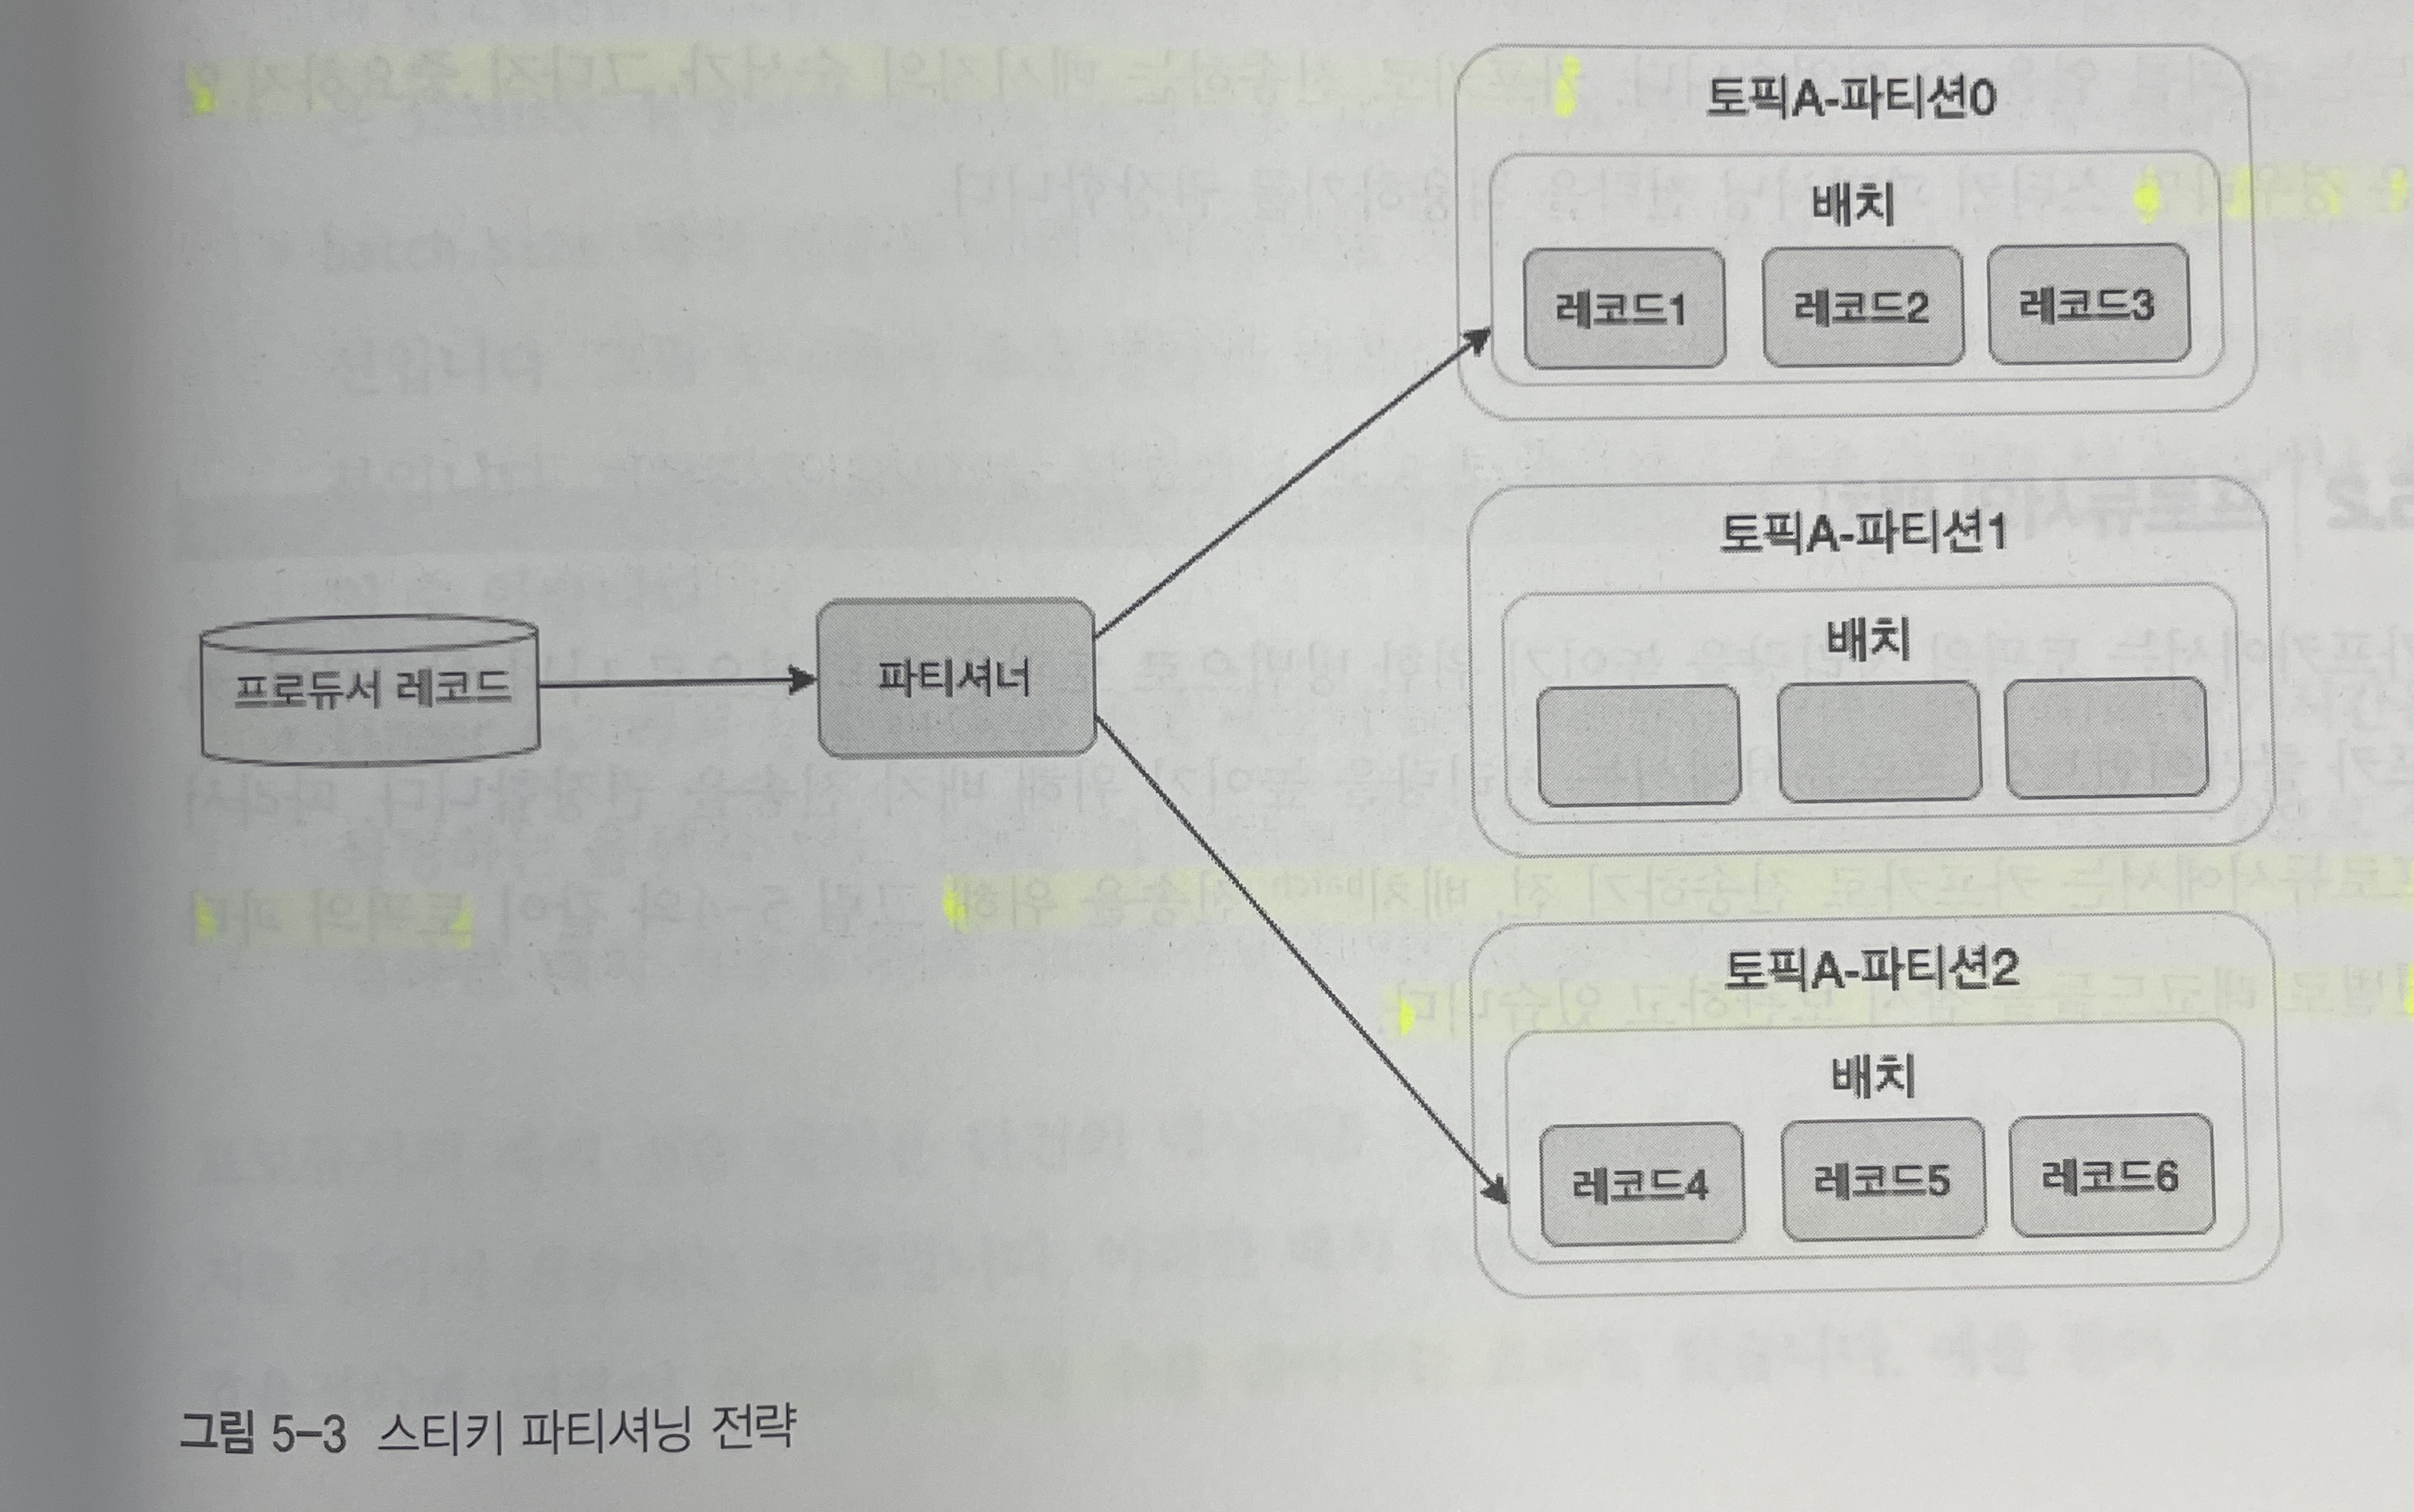 토픽A-파티션0
배치
레코드1 레코드2 레코드3
토픽A-파티션1
배치
프로듀서 레코드
파티셔너
토픽A-파티션2
배치
레코드4 레코드5 레코드6
그림 5-3 스티키 파티셔닝 전략